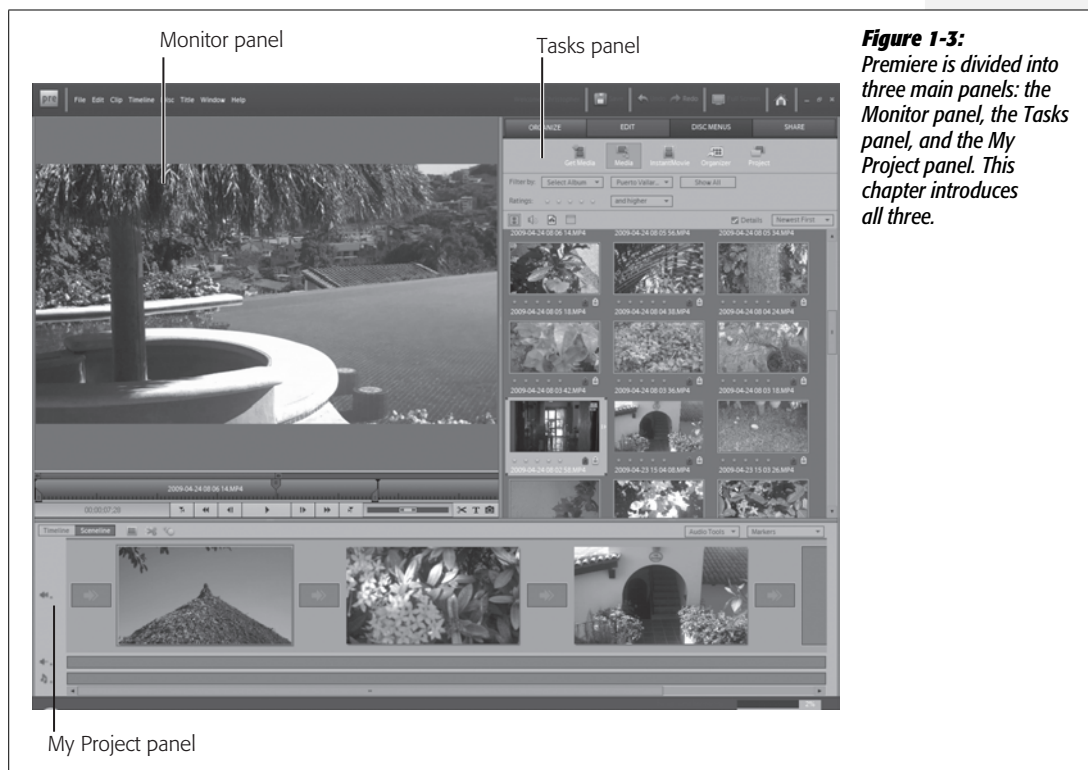 Monitor panel
Tasks panel
Figure 1-3:
Premiere is divided into
three main panels: the
Monitor panel, the Tasks
panel, and the My
Project panel. This
chapter introduces
all three.
pre File Edit Clip Timeline Disc Title Window Help
Redo
ORGANIZE EDIT DISC MENUS SHARE
Get Media Media InstantMovie Organizer Project
Filter by: Select Album Puerto Vallar... Show All
Ratings: and higher
Details Newest First
2009-04-24 08 06 14.MP4 2009-04-24 08 05 56.MP4 2009-04-24 08 05 34.MP4
2009-04-24 08 05 18.MP4 2009-04-24 08 04 38.MP4 2009-04-24 08 04 24.MP4
2009-04-24 08 03 42.MP4 2009-04-24 08 03 36.MP4 2009-04-24 08 03 18.MP4
2009-04-24 08 02 58.MP4 2009-04-23 15 04 08.MP4 2009-04-23 15 03 26.MP4
2009-04-24 08 06 14.MP4
00;00;07;28 T
Timeline Sceneline Audio Tools Markers
2%
My Project panel